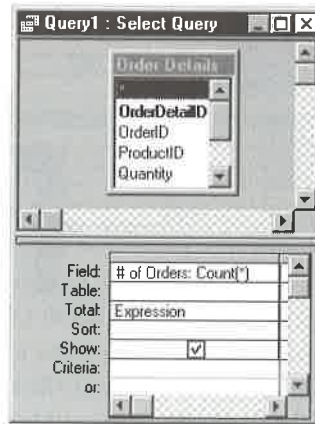 Query1 : Select Query
Order Details
*
OrderDetailID
OrderID
ProductID
Quantity
Field: # of Orders: Count(*)
Table:
Total: Expression
Sort:
Show:
Criteria:
or: